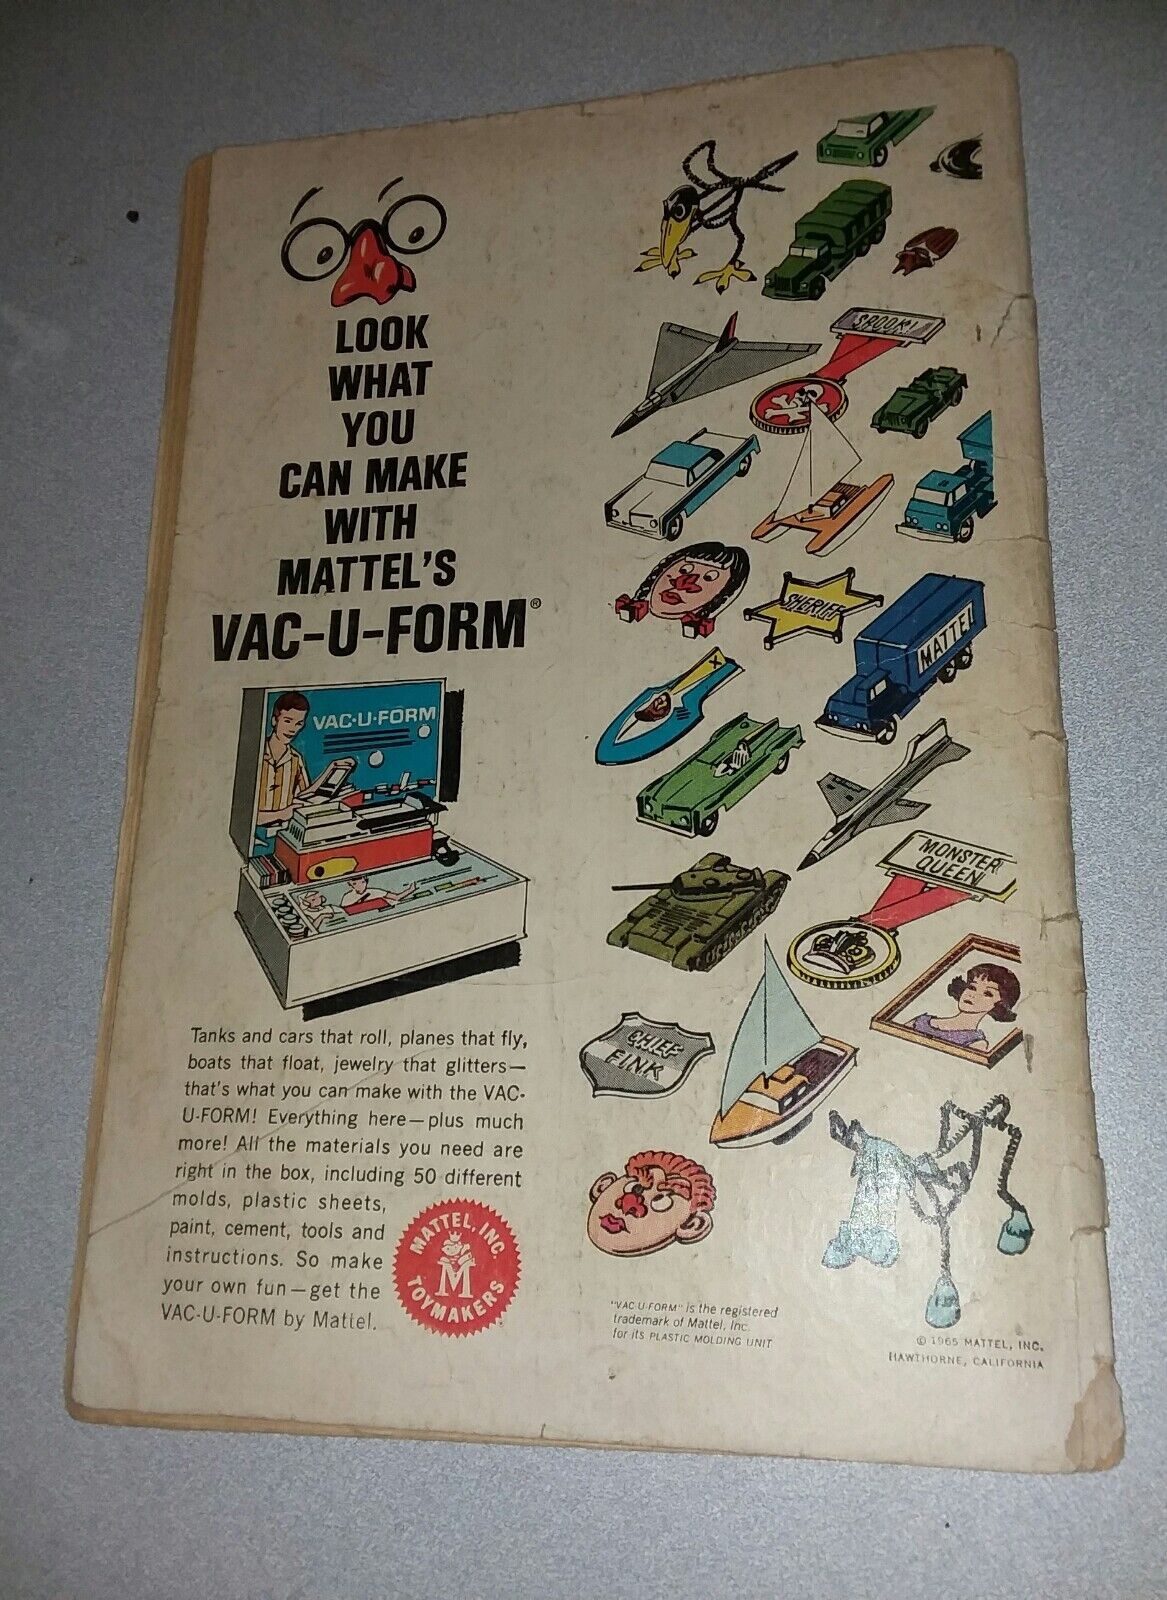 LOOK
WHAT
YOU
CAN MAKE
WITH
MATTEL'S
VAC-U-FORM®
VAC-U-FORM
Tanks and cars that roll, planes that fly,
boats that float, jewelry that glitters—
that's what you can make with the VAC-
U-FORM! Everything here—plus much
more! All the materials you need are
right in the box, including 50 different
molds, plastic sheets,
paint, cement, tools and
instructions. So make
your own fun—get the
VAC-U-FORM by Mattel.
MATTEL, INC.
M
TOYMAKERS
SPOOK!
SHERIFF
MATTEL
X
MONSTER
QUEEN
CHIEF
FINK
"VAC-U-FORM" is the registered
trademark of Mattel, Inc.
for its PLASTIC MOLDING UNIT
© 1965 MATTEL, INC.
HAWTHORNE, CALIFORNIA